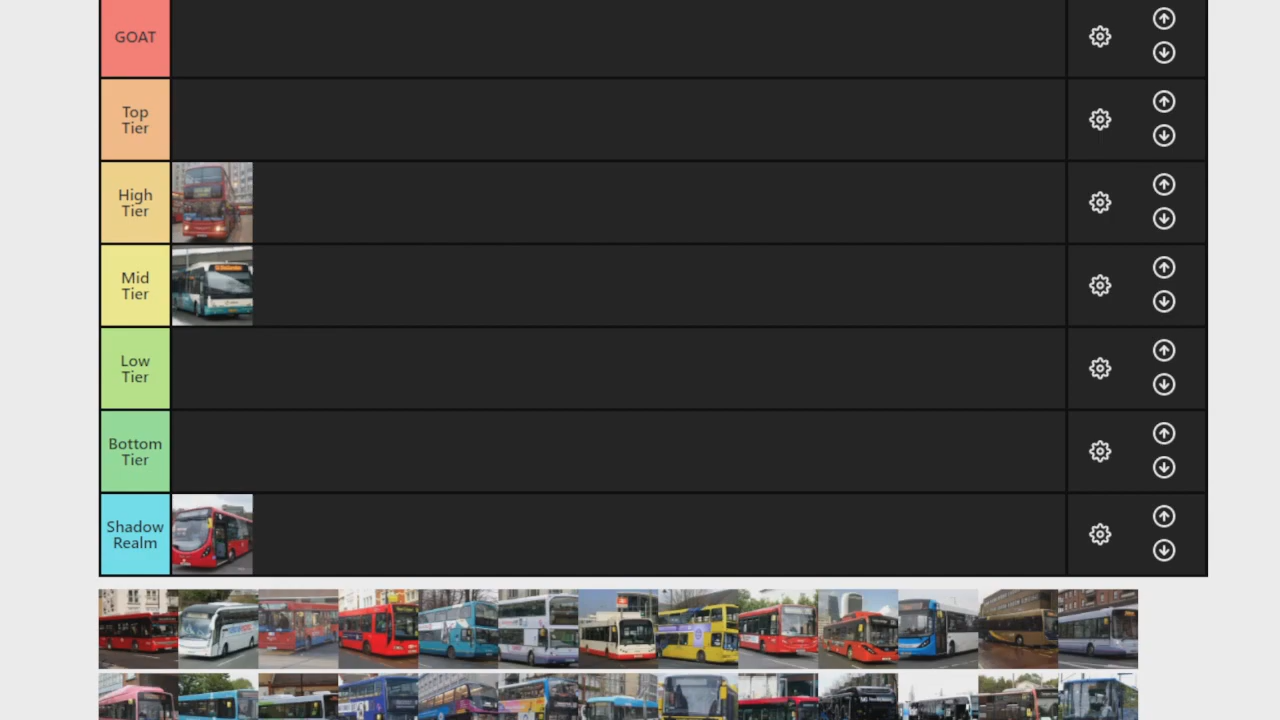 GOAT
Top
Tier
High
Tier
Mid
Tier
Low
Tier
Bottom
Tier
Shadow
Realm